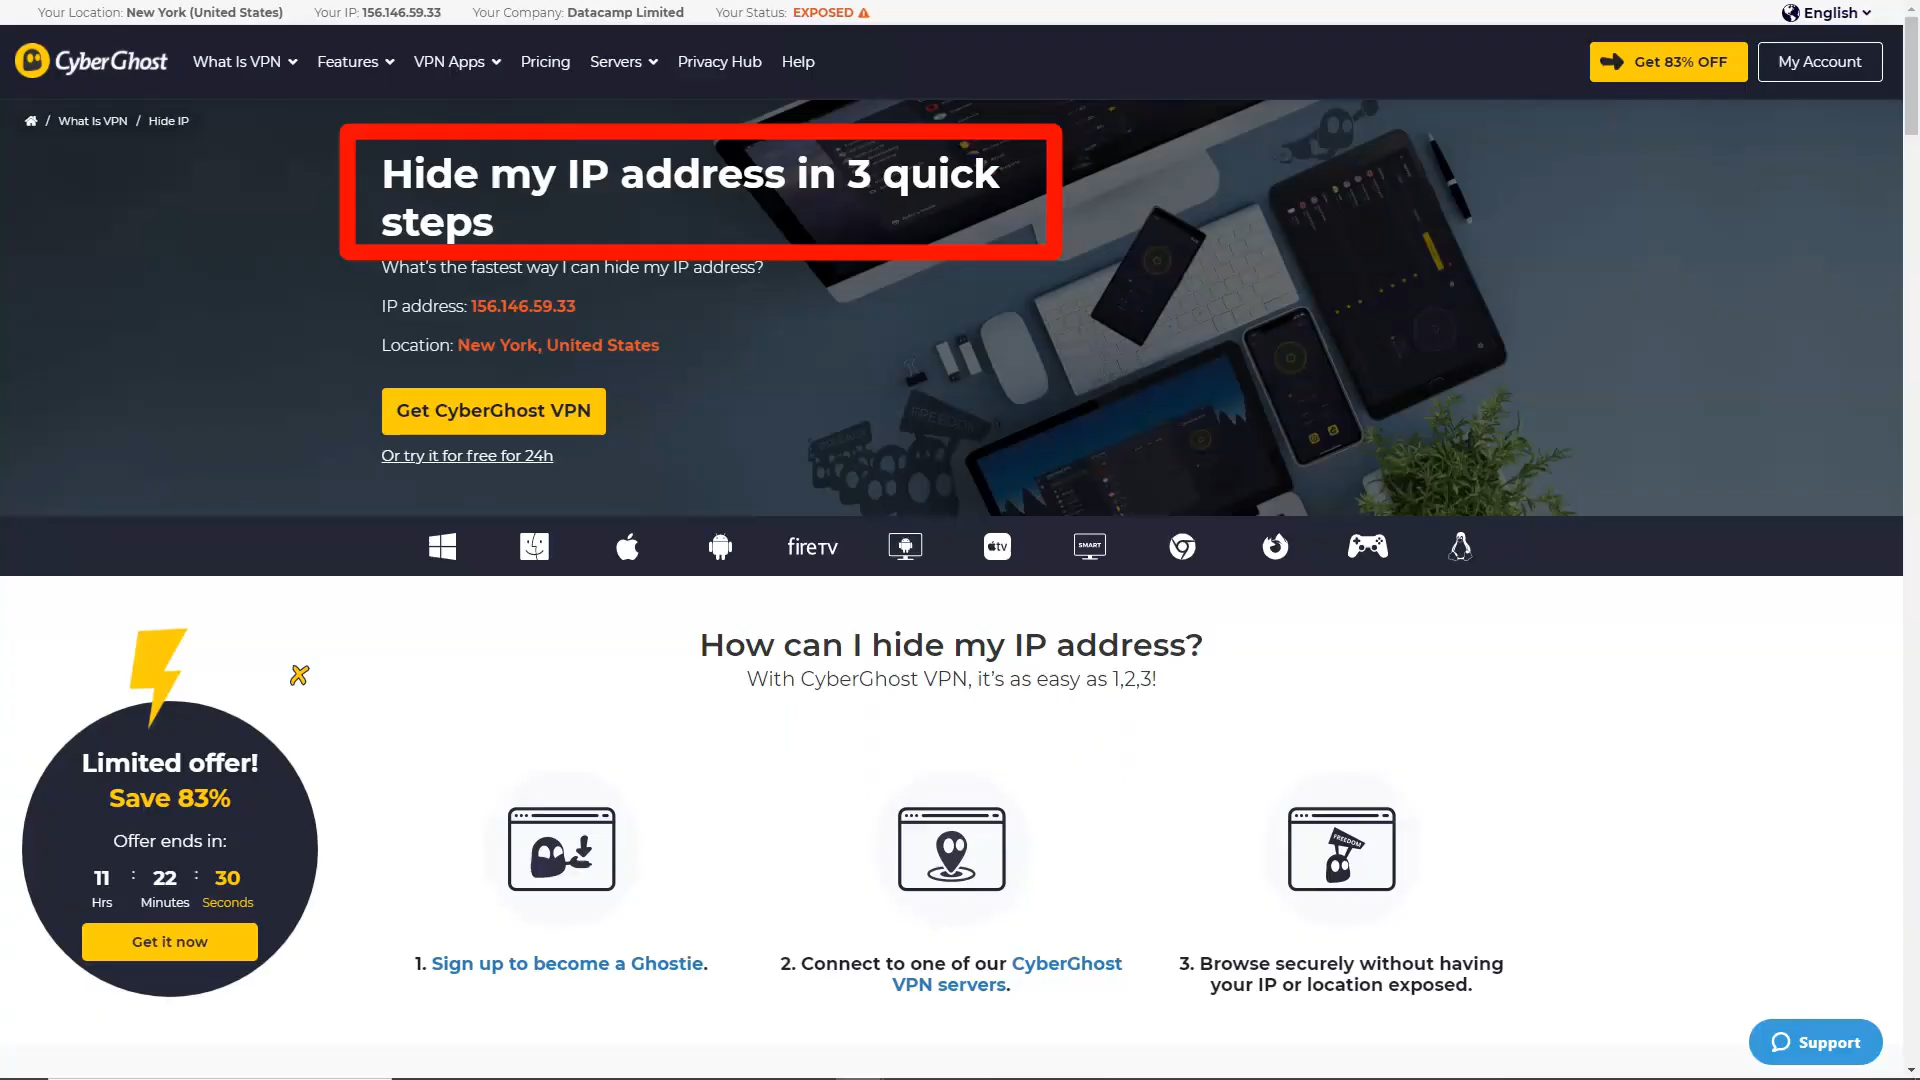 Your Location: New York (United States) Your IP: 156.146.59.33 Your Company: Datacamp Limited Your Status: EXPOSED
English
CyberGhost What Is VPN Features VPN Apps Pricing Servers Privacy Hub Help
Get 83% OFF
My Account
/ What Is VPN / Hide IP
Hide my IP address in 3 quick
steps
What's the fastest way I can hide my IP address?
IP address: 156.146.59.33
Location: New York, United States
Get CyberGhost VPN
Or try it for free for 24h
FREEDOM
fireTV
tv
SMART
How can I hide my IP address?
With CyberGhost VPN, it's as easy as 1,2,3!
Limited offer!
Save 83%
Offer ends in:
11 : 22 : 30
Hrs Minutes Seconds
Get it now
FREEDOM
1. Sign up to become a Ghostie.
2. Connect to one of our CyberGhost
VPN servers.
3. Browse securely without having
your IP or location exposed.
Support